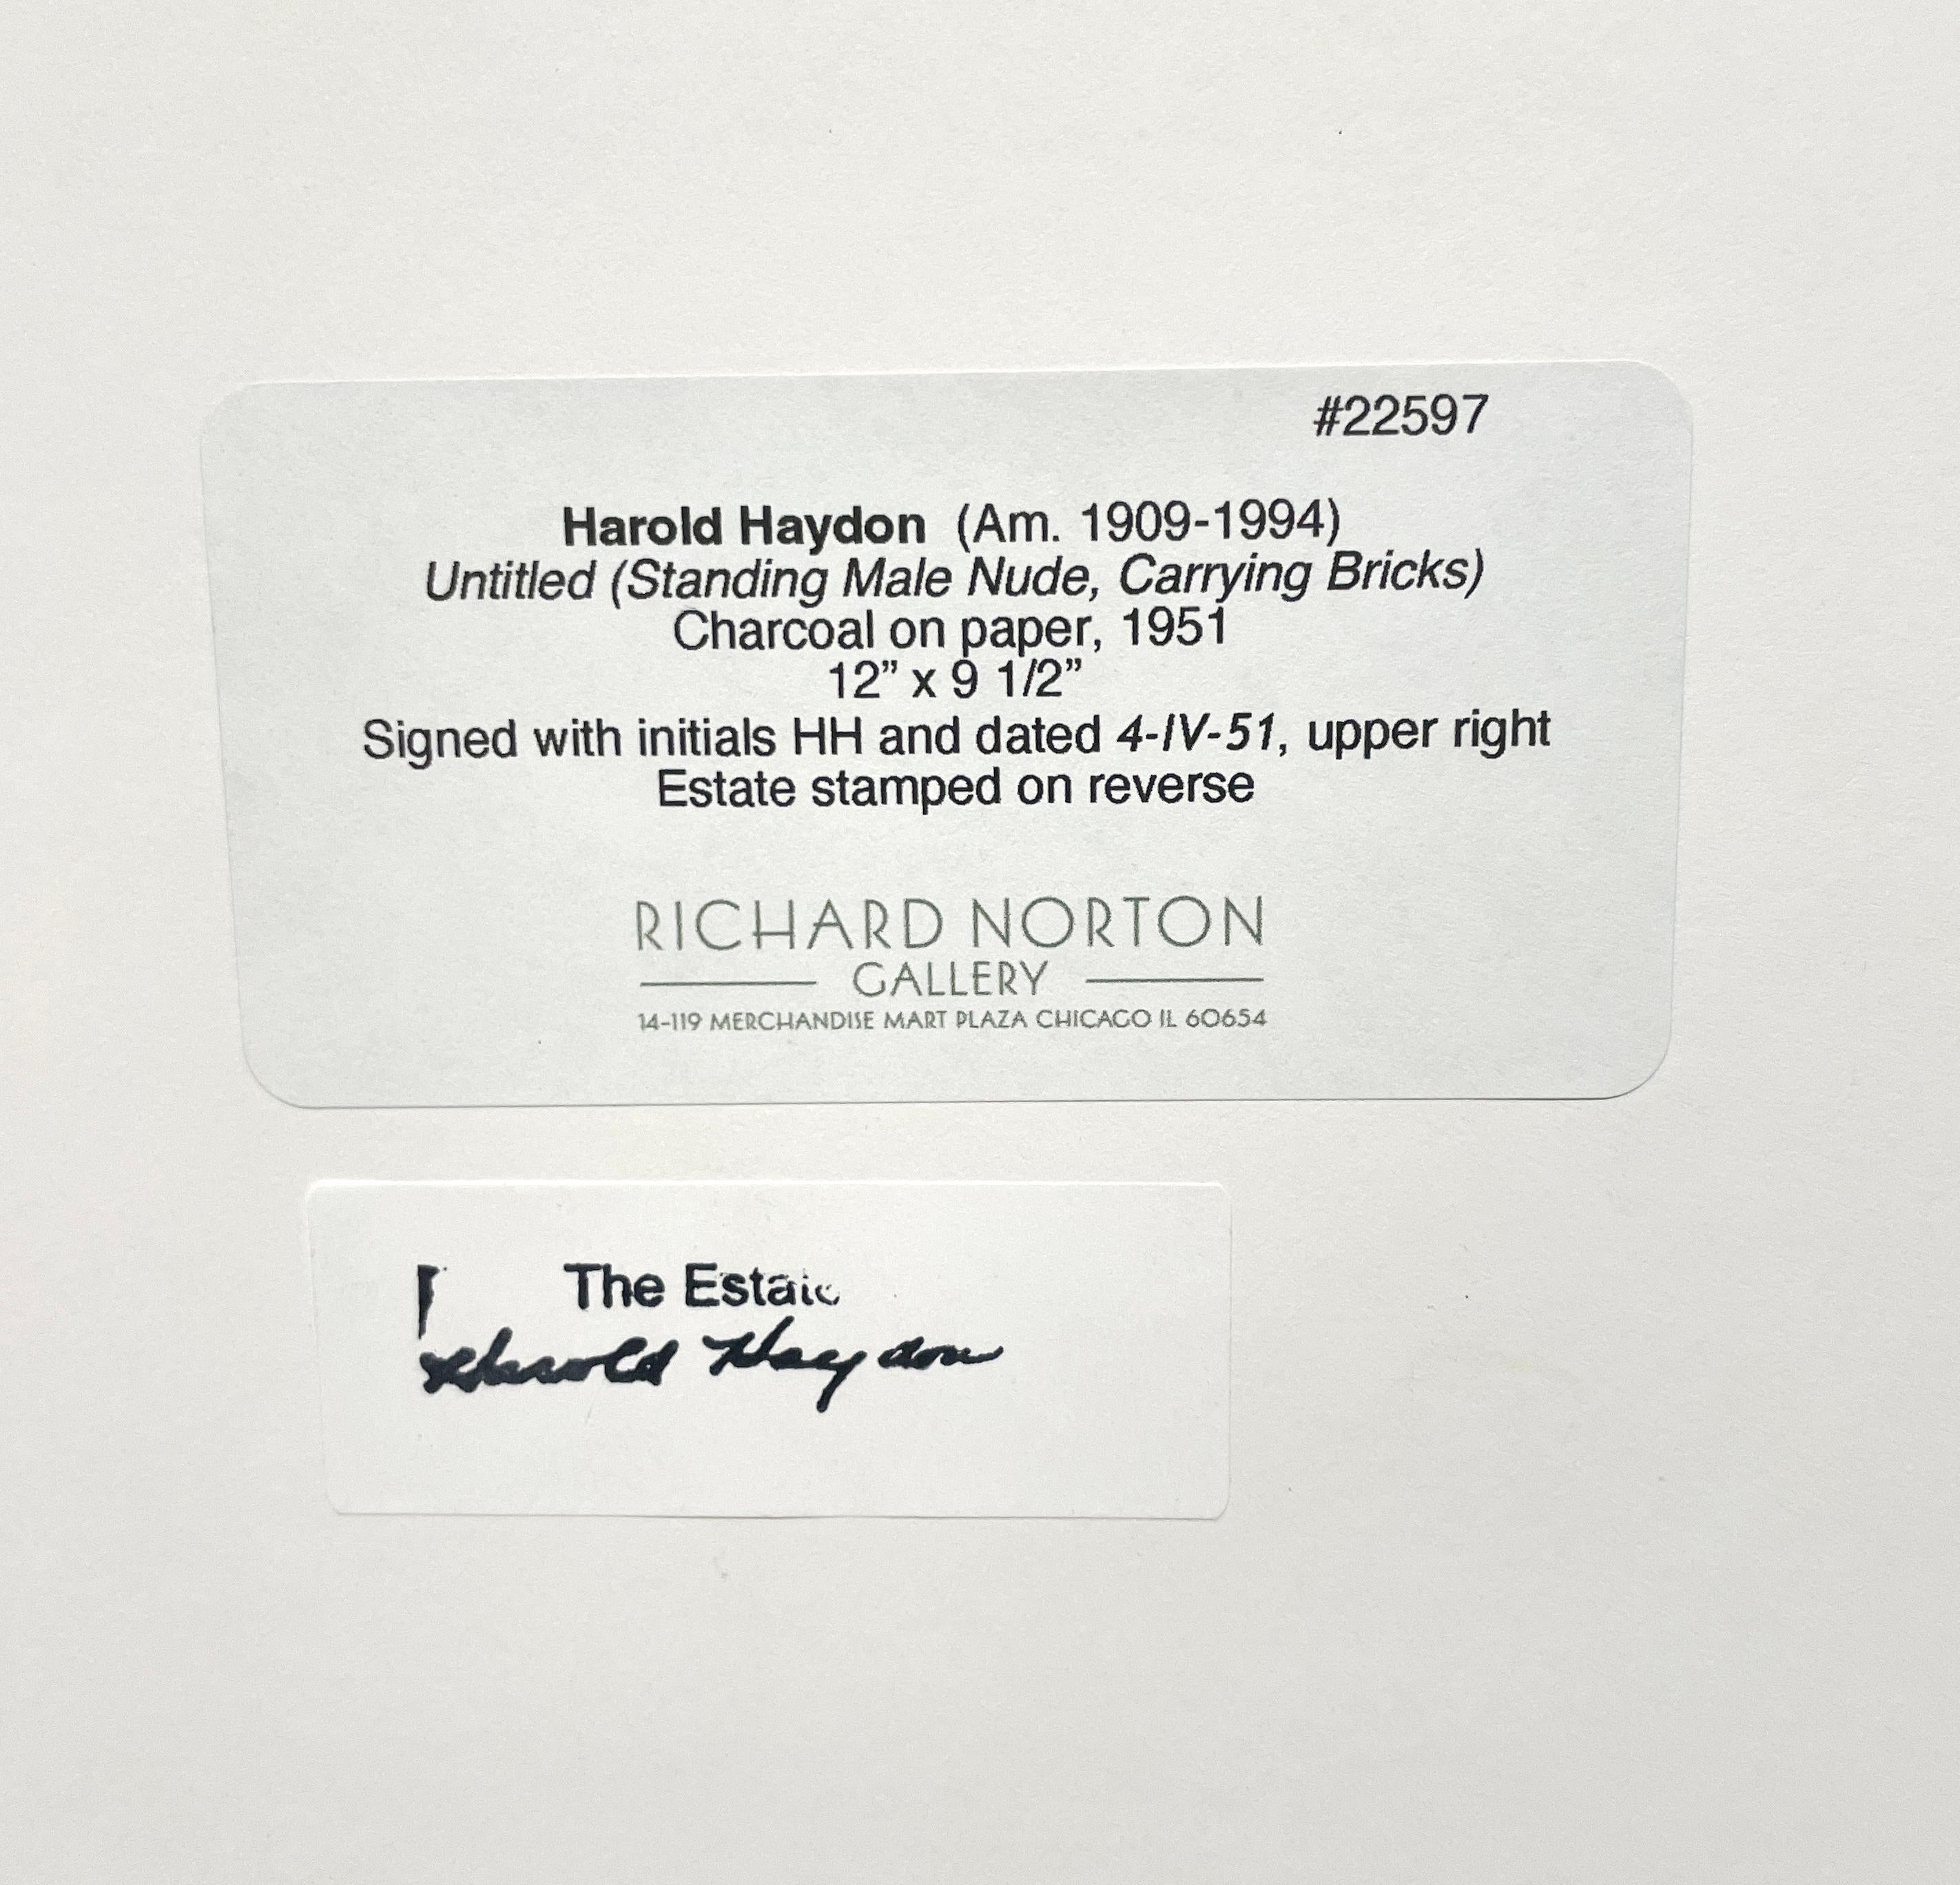 #22597
Harold Haydon (Am. 1909-1994)
Untitled (Standing Male Nude, Carrying Bricks)
Charcoal on paper, 1951
12” x 9 1/2”
Signed with initials HH and dated 4-IV-51, upper right
Estate stamped on reverse
RICHARD NORTON
GALLERY
14-119 MERCHANDISE MART PLAZA CHICAGO IL 60654
The Estate
Harold Haydon